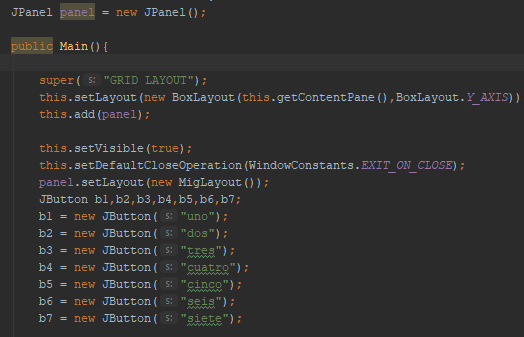 JPanel panel = new JPanel();
public Main(){
super( s: "GRID LAYOUT");
this.setLayout(new BoxLayout(this.getContentPane(),BoxLayout.Y_AXIS))
this.add(panel);
this.setVisible(true);
this.setDefaultCloseOperation(WindowConstants.EXIT_ON_CLOSE);
panel.setLayout(new MigLayout());
JButton b1,b2,b3,b4,b5,b6,b7;
b1 = new JButton( s: "uno");
b2 = new JButton( s: "dos");
b3 = new JButton( s: "tres");
b4 = new JButton( s: "cuatro");
b5 = new JButton( s: "cinco");
b6 = new JButton( s: "seis");
b7 = new JButton( s: "siete");